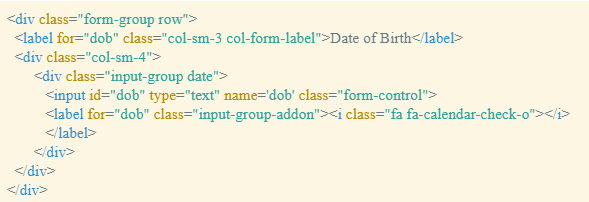 <div class="form-group row">
<label for="dob" class="col-sm-3 col-form-label">Date of Birth</label>
<div class="col-sm-4">
<div class="input-group date">
<input id="dob" type="text" name='dob' class="form-control">
<label for="dob" class="input-group-addon"><i class="fa fa-calendar-check-o"></i>
</label>
</div>
</div>
</div>